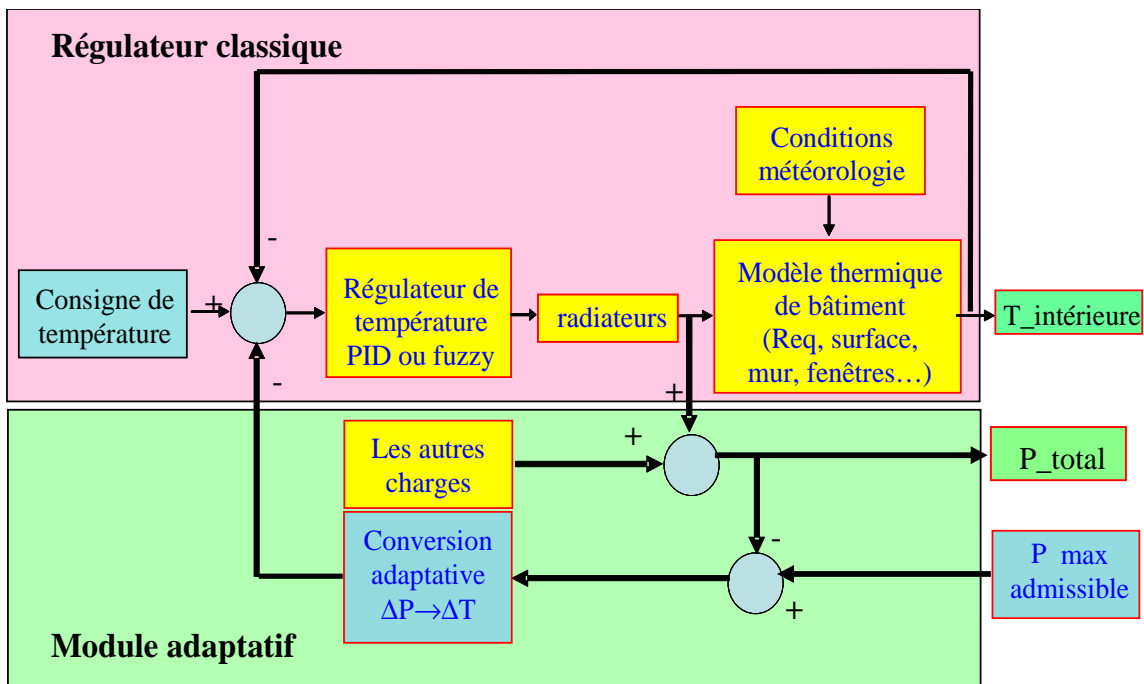 Régulateur classique
Conditions
météorologie
-
Consigne de
température
+
Régulateur de
température
PID ou fuzzy
radiateurs
Modèle thermique
de bâtiment
(Req, surface,
mur, fenêtres…)
T_intérieure
-
+
Les autres
charges
+
P_total
Conversion
adaptative
ΔP→ΔT
-
+
P max
admissible
Module adaptatif